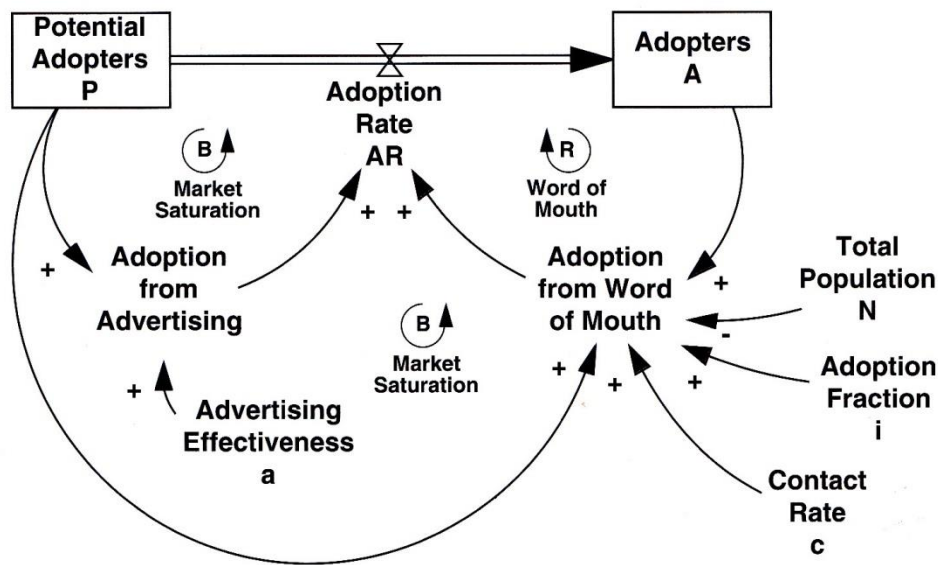 Potential
Adopters
P
Adopters
A
Adoption
Rate
AR
B
Market
Saturation
R
Word of
Mouth
+
+
+
Adoption
from
Advertising
Adoption
from Word
of Mouth
+
Total
Population
N
-
B
Market
Saturation
+
+
+
+
Advertising
Effectiveness
a
Adoption
Fraction
i
Contact
Rate
c